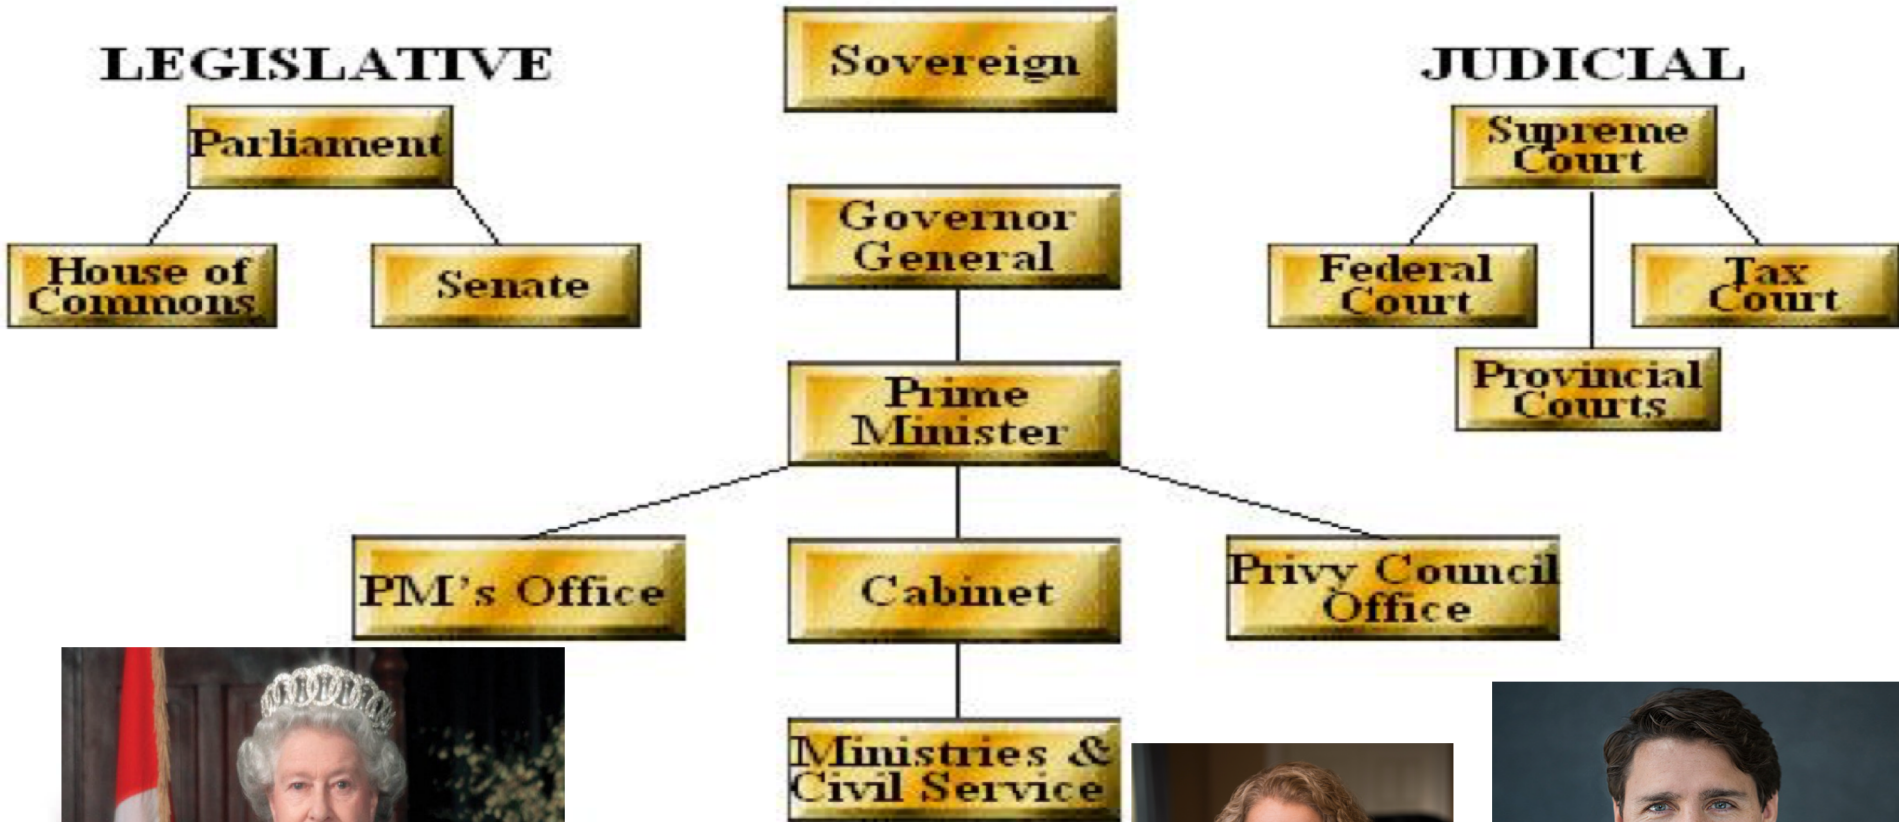 LEGISLATIVE
Parliament
House of
Commons
Senate
Sovereign
Governor
General
Prime
Minister
PM's Office
Cabinet
Privy Council
Office
Ministries &
Civil Service
JUDICIAL
Supreme
Court
Federal
Court
Tax
Court
Provincial
Courts